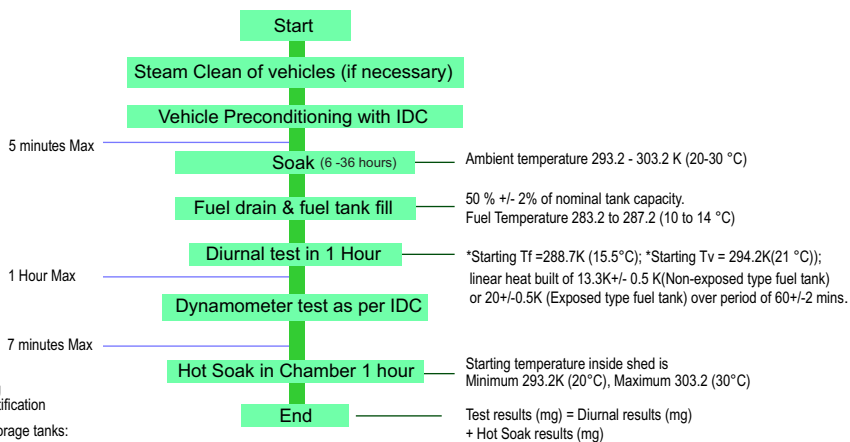 Start
Steam Clean of vehicles (if necessary)
Vehicle Preconditioning with IDC
5 minutes Max
Soak (6 -36 hours)
Ambient temperature 293.2 - 303.2 K (20-30 °C)
Fuel drain & fuel tank fill
50 % +/- 2% of nominal tank capacity.
Fuel Temperature 283.2 to 287.2 (10 to 14 °C)
Diurnal test in 1 Hour
*Starting Tf =288.7K (15.5°C); *Starting Tv = 294.2K(21 °C));
linear heat built of 13.3K+/- 0.5 K(Non-exposed type fuel tank)
or 20+/-0.5K (Exposed type fuel tank) over period of 60+/-2 mins.
1 Hour Max
Dynamometer test as per IDC
7 minutes Max
Hot Soak in Chamber 1 hour
Starting temperature inside shed is
Minimum 293.2K (20°C), Maximum 303.2 (30°C)
End
Test results (mg) = Diurnal results (mg)
+ Hot Soak results (mg)
tification
orage tanks: